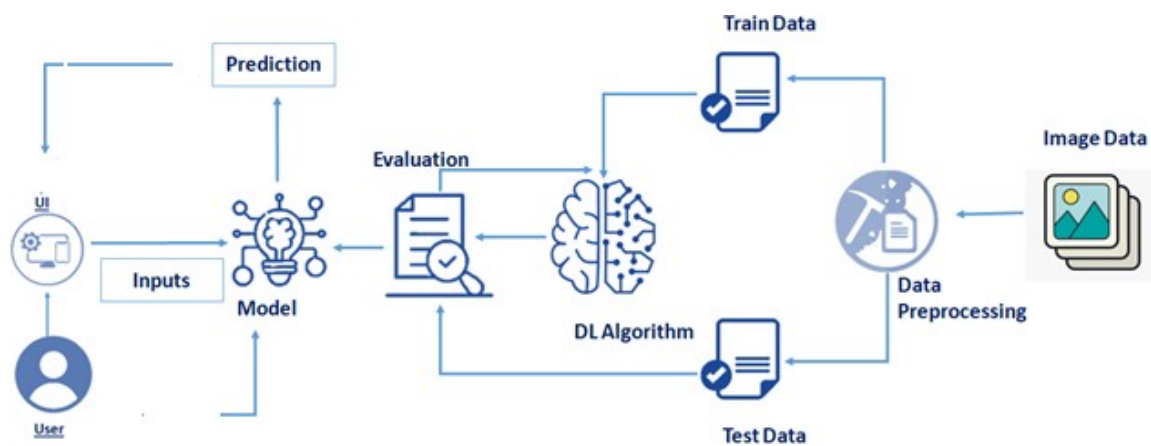 Train Data
Prediction
Image Data
Evaluation
UI
Inputs
Model
Data
Preprocessing
DL Algorithm
User
Test Data